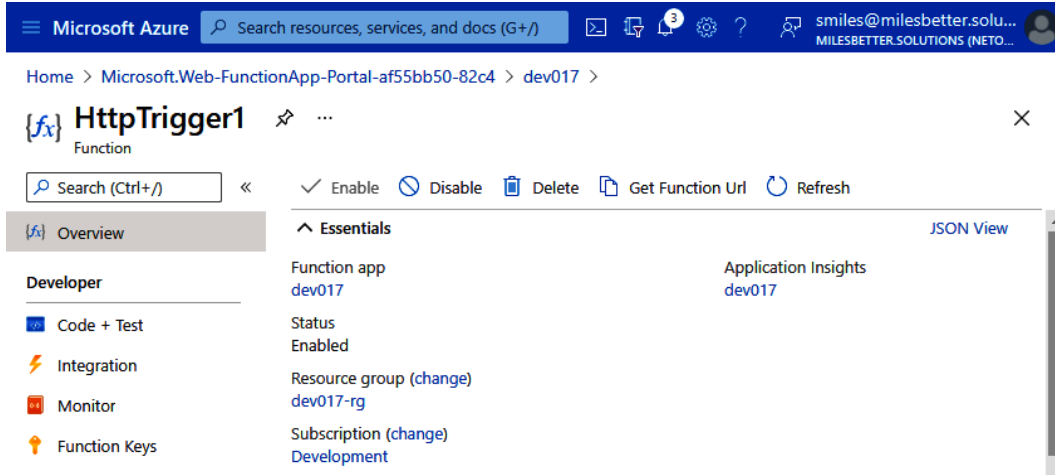 Microsoft Azure
Search resources, services, and docs (G+/)
3
smiles@milesbetter.solu...
MILESBETTER.SOLUTIONS (NETO...
Home > Microsoft.Web-FunctionApp-Portal-af55bb50-82c4 > dev017 >
{fx} HttpTrigger1 ...
Function
Search (Ctrl+/) «
Enable Disable Delete Get Function Url Refresh
{fx} Overview
Essentials JSON View
Developer
Function app Application Insights
dev017 dev017
Code + Test
Status
Enabled
Integration
Resource group (change)
dev017-rg
Monitor
Subscription (change)
Development
Function Keys